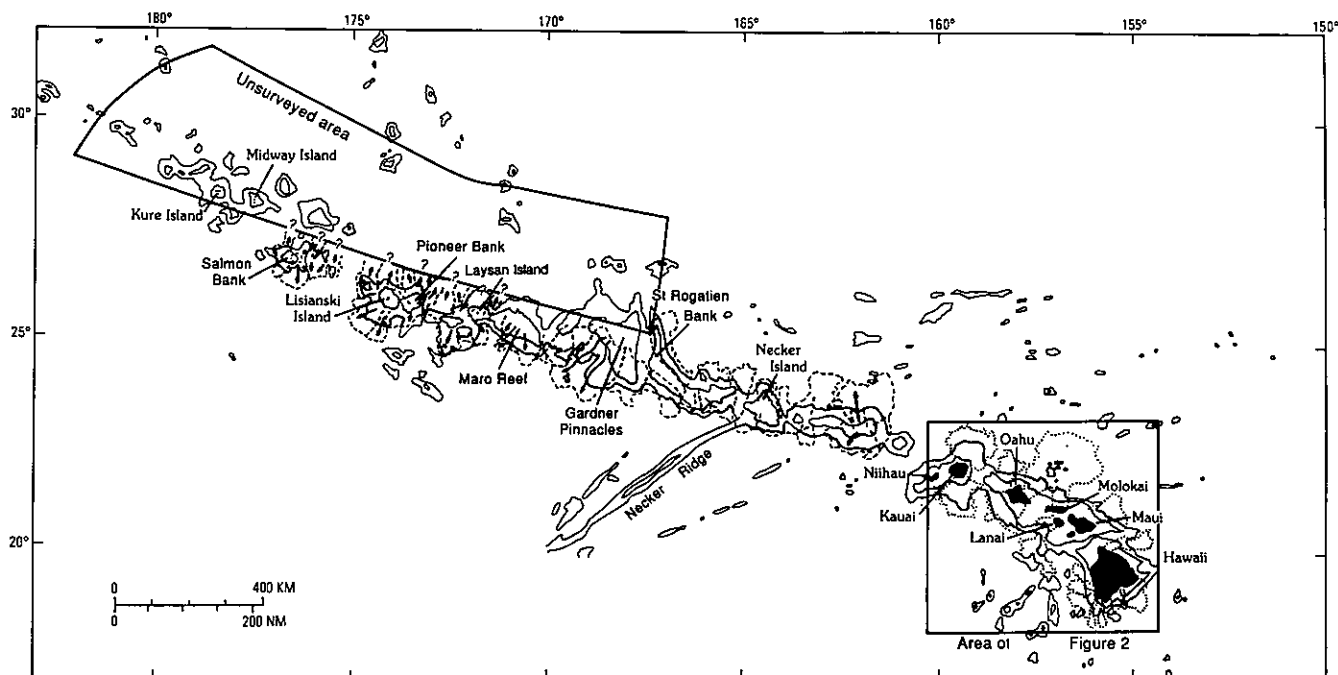 180° 175° 170° 165° 160° 155° 150°
30°
25°
20°
Unsurveyed area
Midway Island
Kure Island
Salmon
Bank
Pioneer Bank
Laysan Island
Lisianski
Island
St Rogatien
Bank
Maro Reef
Necker
Island
Gardner
Pinnacles
Necker Ridge
Niihau
Oahu
Kauai
Molokai
Lanai
Maui
Hawaii
0 400 KM
0 200 NM
Area of Figure 2
? ? ? ? ? ? ? ?